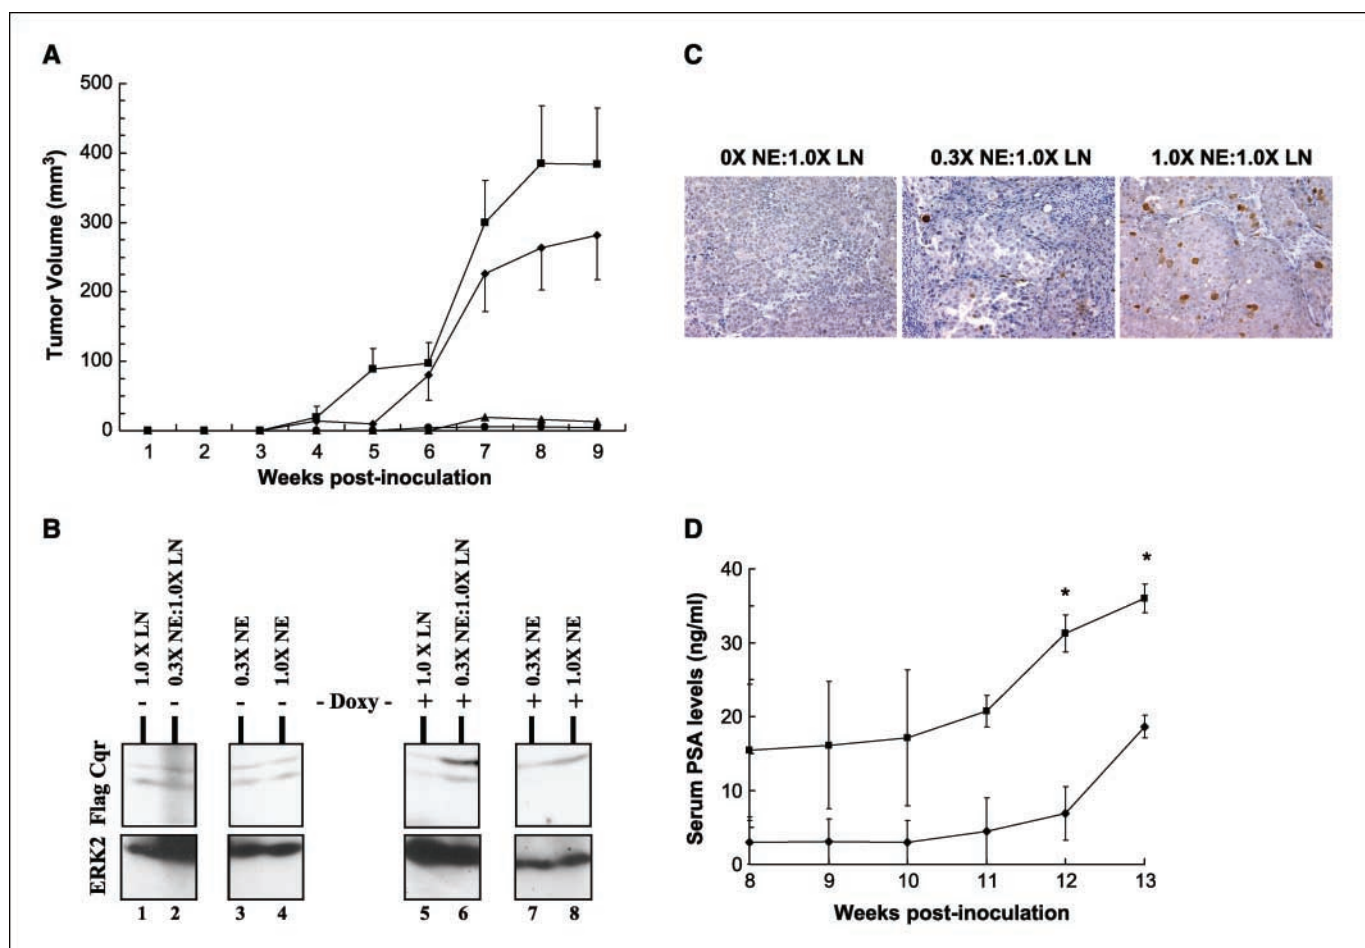 A
500
400
300
200
100
0
Tumor Volume (mm³)
1 2 3 4 5 6 7 8 9
Weeks post-inoculation
C
0X NE:1.0X LN 0.3X NE:1.0X LN 1.0X NE:1.0X LN
B
1.0 X LN
0.3X NE:1.0X LN
0.3X NE
1.0X NE
1.0 X LN
0.3X NE:1.0X LN
0.3X NE
1.0X NE
- - - - - Doxy - + + + +
Flag Cqr
ERK2
1 2 3 4 5 6 7 8
D
40
30
20
10
0
Serum PSA levels (ng/ml)
* *
8 9 10 11 12 13
Weeks post-inoculation